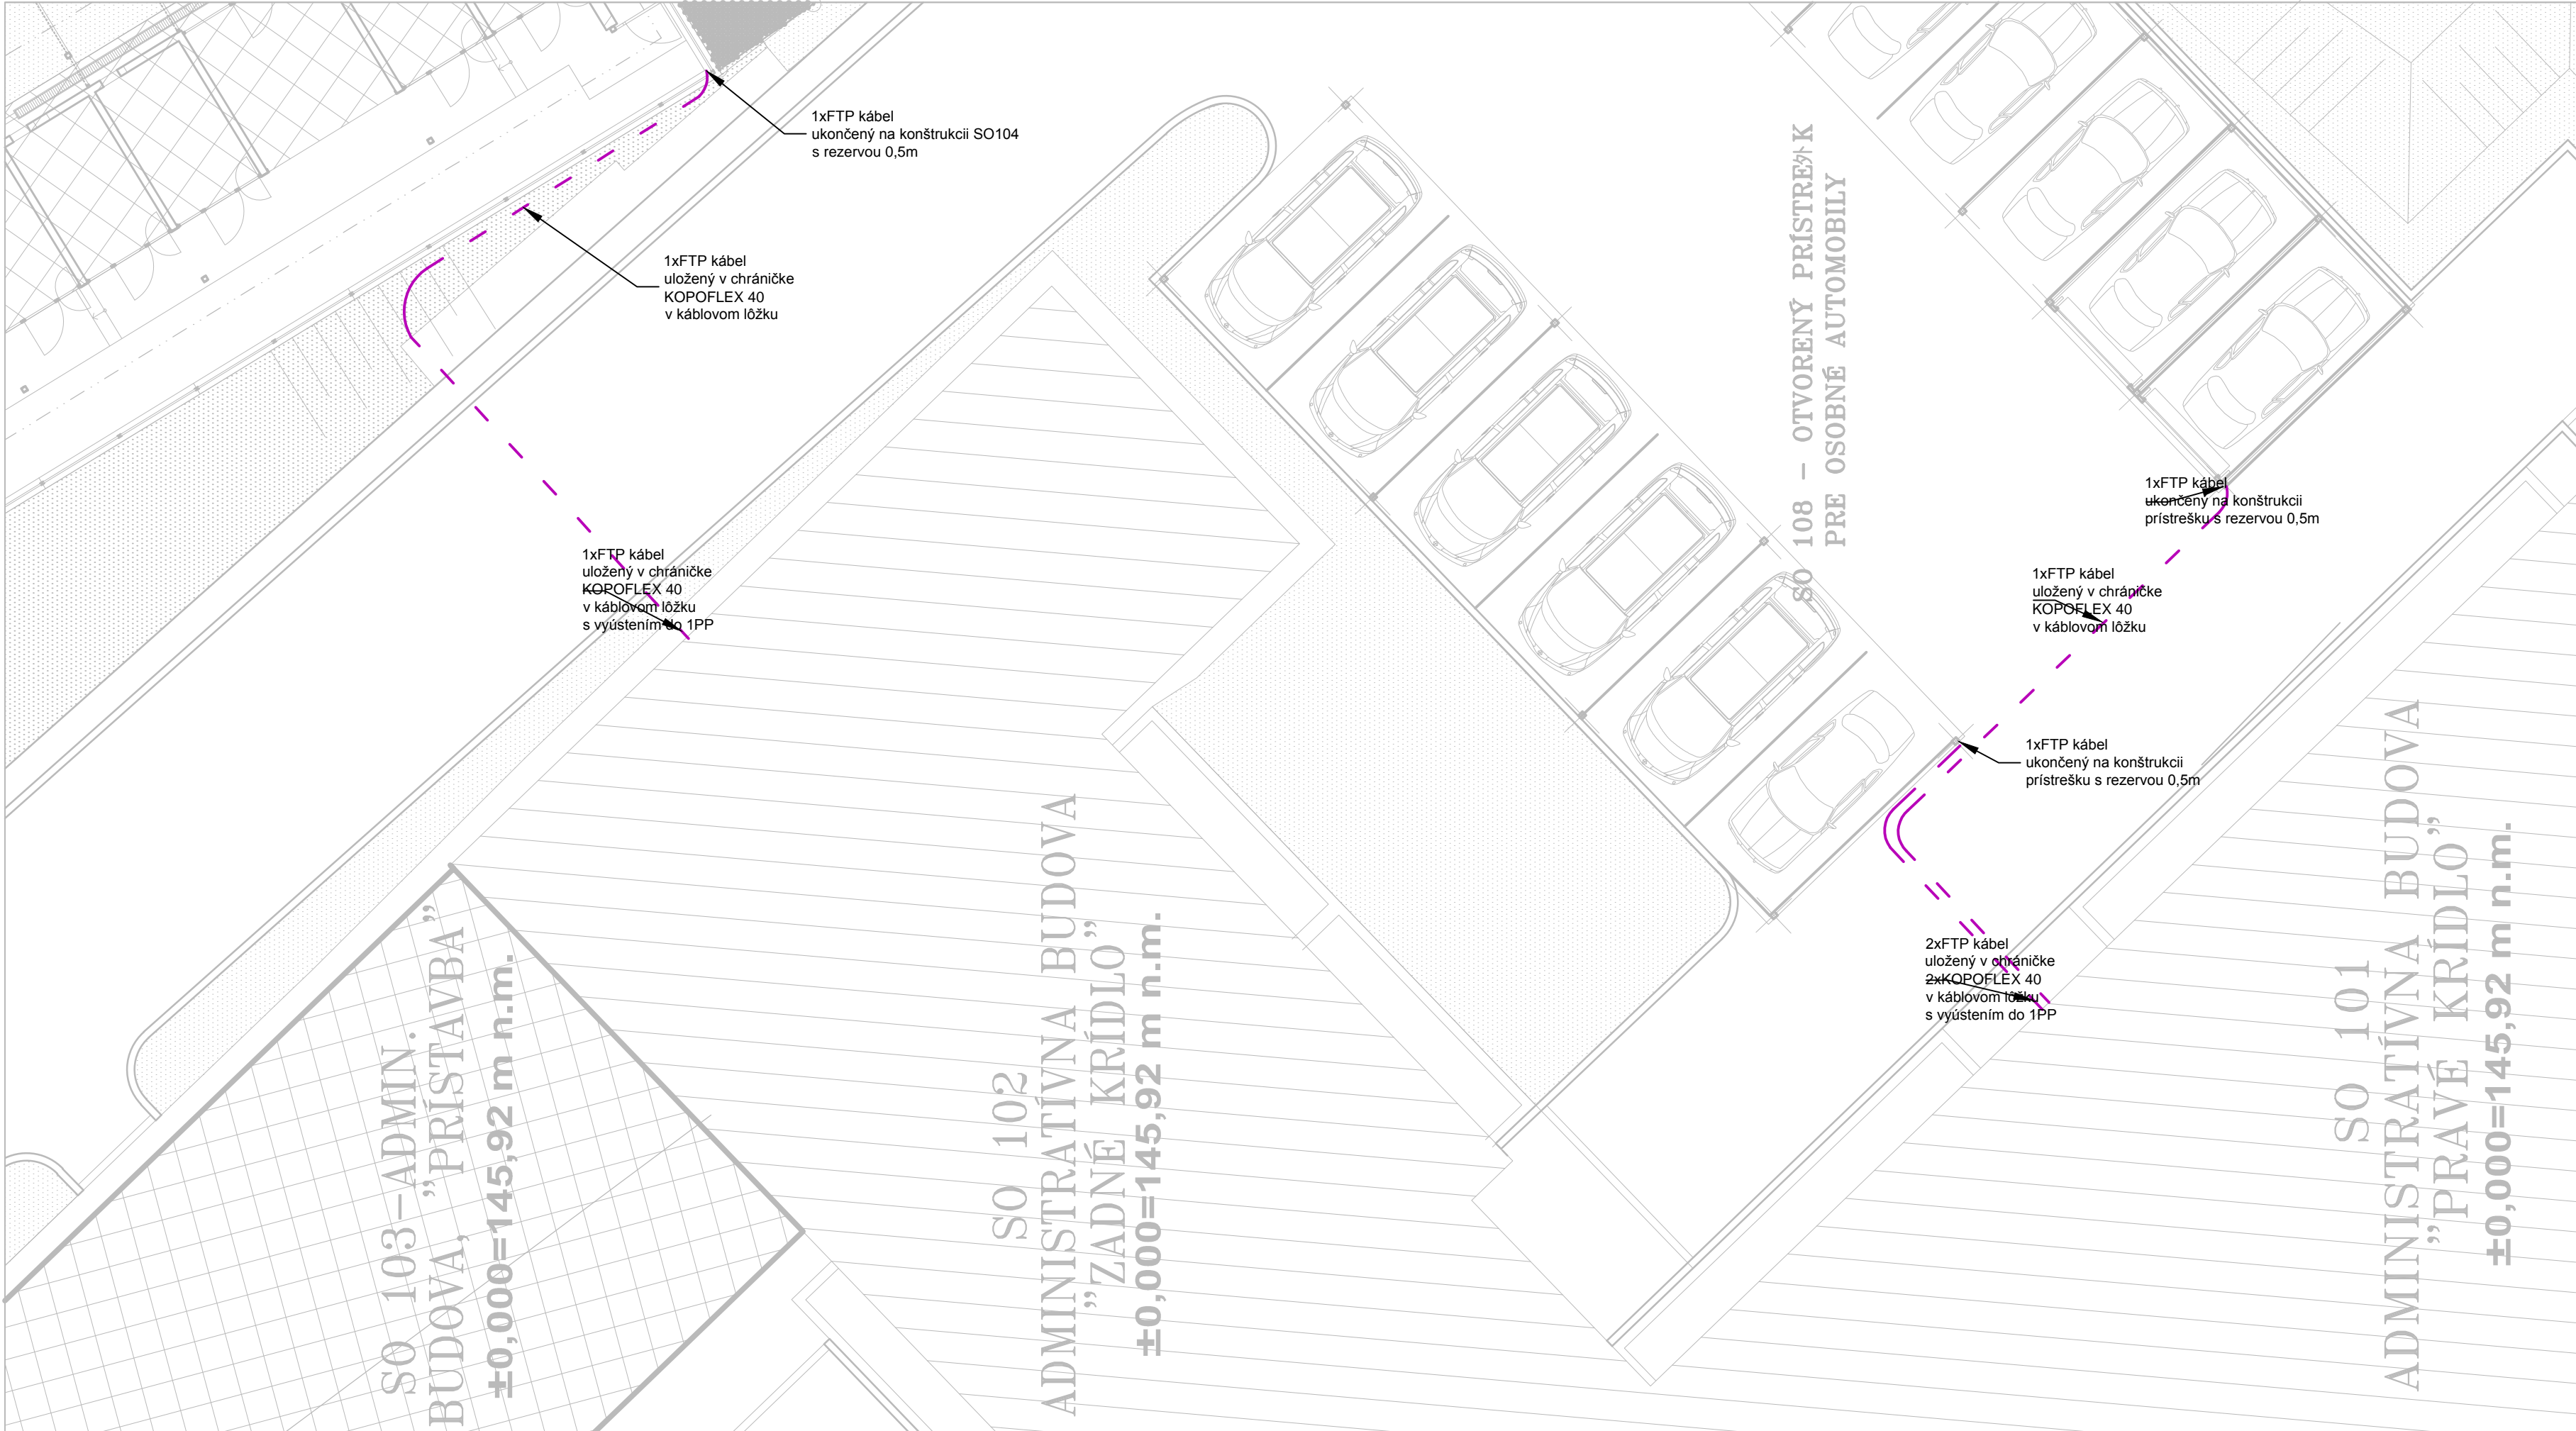 1xFTP kábel
ukončený na konštrukcii SO104
s rezervou 0,5m
1xFTP kábel
uložený v chráničke
KOPOFLEX 40
v káblovom lôžku
1xFTP kábel
uložený v chráničke
KOPOFLEX 40
v káblovom lôžku
s vyústením do 1PP
SO 108 - OTVORENÝ
PRE OSOBNÉ AUTOMOBILY
1xFTP kábel
ukončený na konštrukcii
prístrešku s rezervou 0,5m
1xFTP kábel
uložený v chráničke
KOPOFLEX 40
v káblovom lôžku
1xFTP kábel
ukončený na konštrukcii
prístrešku s rezervou 0,5m
2xFTP kábel
uložený v chráničke
2xKOPOFLEX 40
v káblovom lôžku
s vyústením do 1PP
SO 103-ADMIN.
BUDOVA, "PRÍSTAVBA"
±0,000=145,92 m n.m.
SO 102
ADMINISTRATÍVNA BUDOVA
"ZADNÉ KRÍDLO"
±0,000=145,92 m n.m.
SO 101
ADMINISTRATÍVNA BUDOVA
"PRAVÉ KRÍDLO"
±0,000=145,92 m n.m.